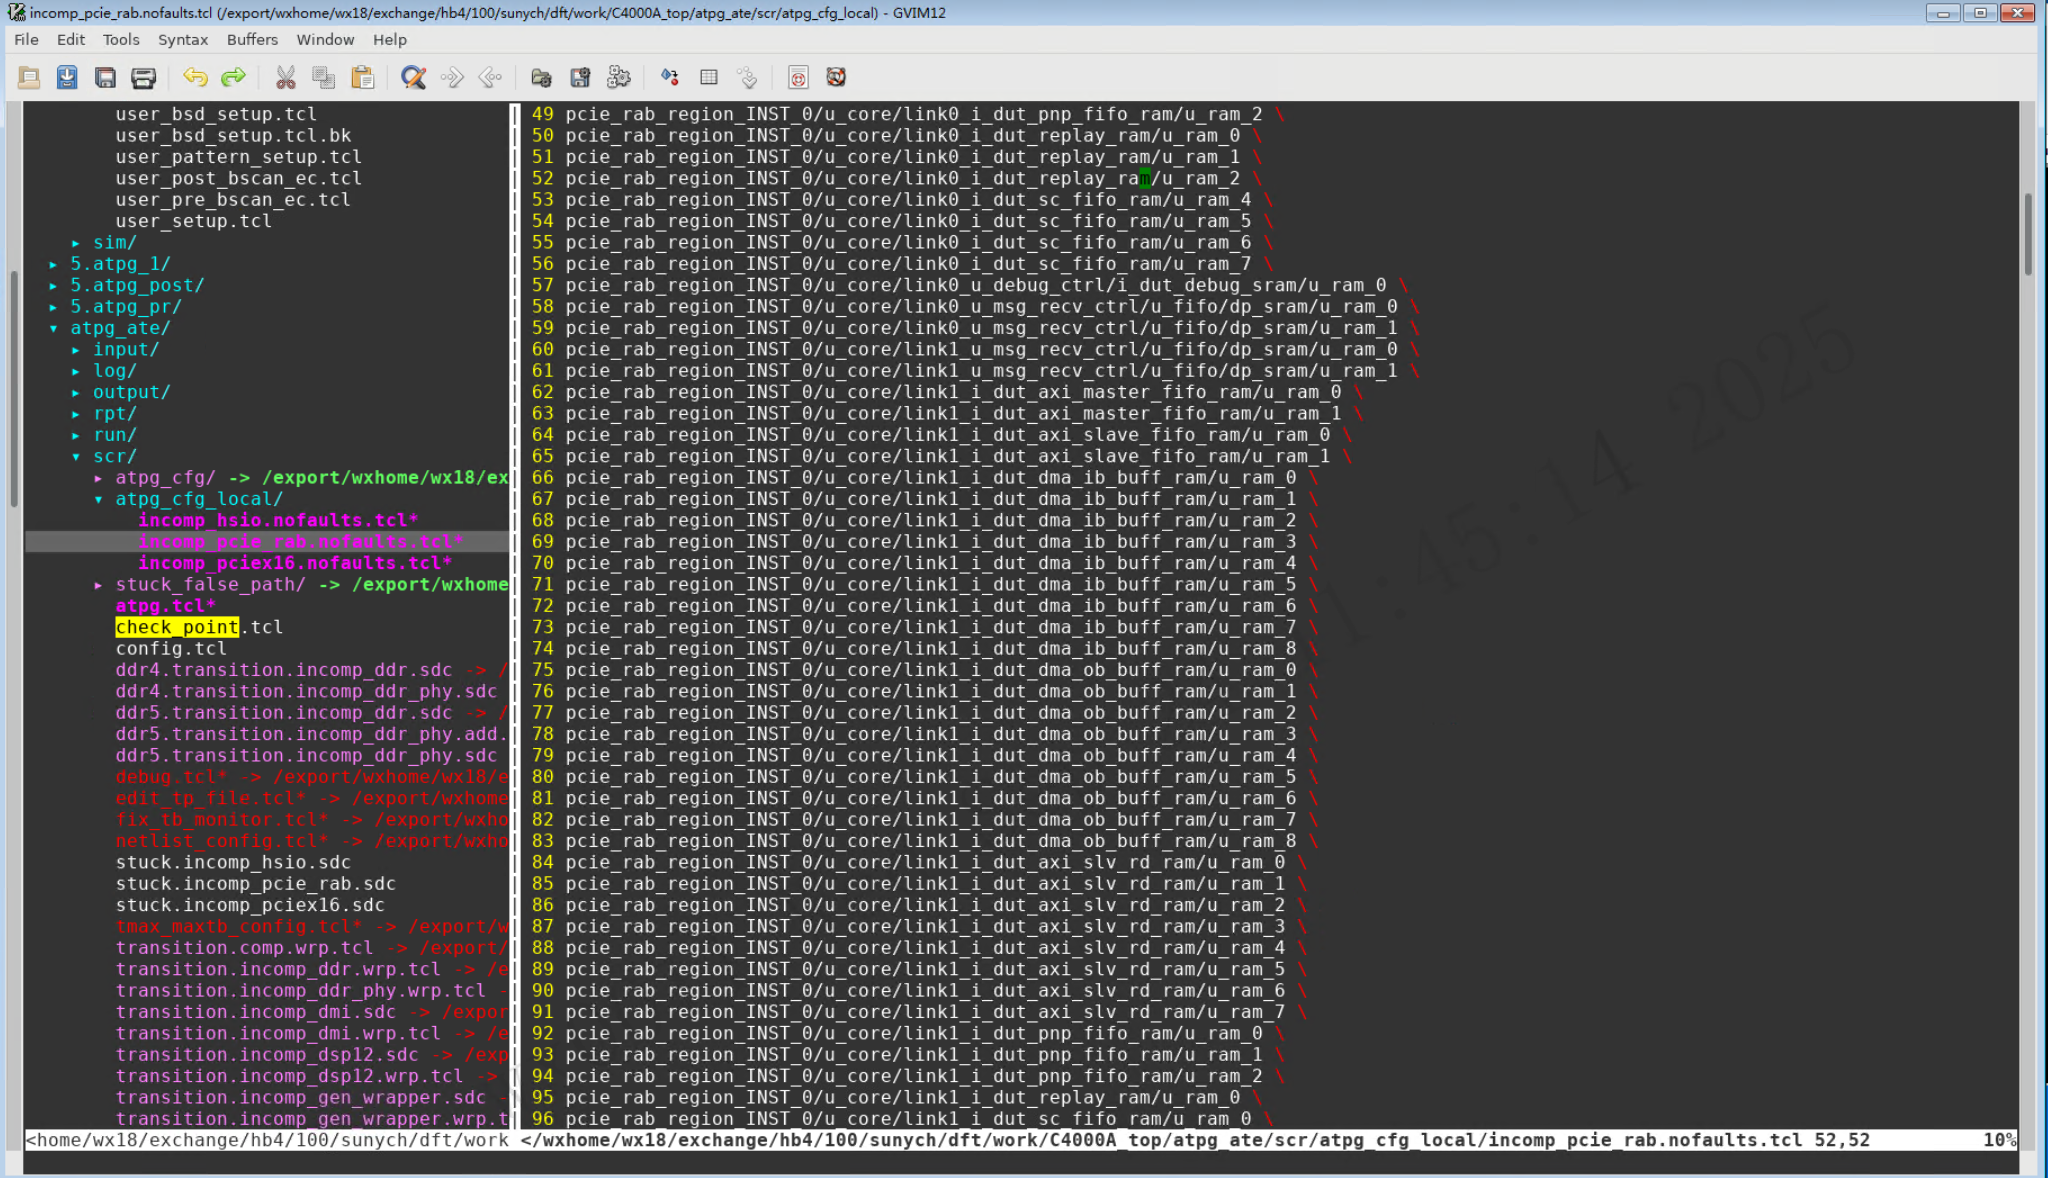 incomp_pcie_rab.nofaults.tcl (/export/wxhome/wx18/exchange/hb4/100/sunych/dft/work/C4000A_top/atpg_ate/scr/atpg_cfg_local) - GVIM12
File Edit Tools Syntax Buffers Window Help
user_bsd_setup.tcl
user_bsd_setup.tcl.bk
user_pattern_setup.tcl
user_post_bscan_ec.tcl
user_pre_bscan_ec.tcl
user_setup.tcl
▸ sim/
▸ 5.atpg_1/
▸ 5.atpg_post/
▸ 5.atpg_pr/
▾ atpg_ate/
▸ input/
▸ log/
▸ output/
▸ rpt/
▸ run/
▾ scr/
▸ atpg_cfg/ -> /export/wxhome/wx18/ex
▾ atpg_cfg_local/
incomp_hsio.nofaults.tcl*
incomp_pcie_rab.nofaults.tcl*
incomp_pciex16.nofaults.tcl*
▸ stuck_false_path/ -> /export/wxhome
atpg.tcl*
check_point.tcl
config.tcl
ddr4.transition.incomp_ddr.sdc -> /
ddr4.transition.incomp_ddr_phy.sdc
ddr5.transition.incomp_ddr.sdc -> /
ddr5.transition.incomp_ddr_phy.add.
ddr5.transition.incomp_ddr_phy.sdc
debug.tcl* -> /export/wxhome/wx18/e
edit_tp_file.tcl* -> /export/wxhome
fix_tb_monitor.tcl* -> /export/wxho
netlist_config.tcl* -> /export/wxho
stuck.incomp_hsio.sdc
stuck.incomp_pcie_rab.sdc
stuck.incomp_pciex16.sdc
tmax_maxtb_config.tcl* -> /export/w
transition.comp.wrp.tcl -> /export/
transition.incomp_ddr.wrp.tcl -> /e
transition.incomp_ddr_phy.wrp.tcl -
transition.incomp_dmi.sdc -> /expor
transition.incomp_dmi.wrp.tcl -> /e
transition.incomp_dsp12.sdc -> /exp
transition.incomp_dsp12.wrp.tcl ->
transition.incomp_gen_wrapper.sdc -
transition.incomp_gen_wrapper.wrp.t
49 pcie_rab_region_INST_0/u_core/link0_i_dut_pnp_fifo_ram/u_ram_2 \
50 pcie_rab_region_INST_0/u_core/link0_i_dut_replay_ram/u_ram_0 \
51 pcie_rab_region_INST_0/u_core/link0_i_dut_replay_ram/u_ram_1 \
52 pcie_rab_region_INST_0/u_core/link0_i_dut_replay_ram/u_ram_2 \
53 pcie_rab_region_INST_0/u_core/link0_i_dut_sc_fifo_ram/u_ram_4 \
54 pcie_rab_region_INST_0/u_core/link0_i_dut_sc_fifo_ram/u_ram_5 \
55 pcie_rab_region_INST_0/u_core/link0_i_dut_sc_fifo_ram/u_ram_6 \
56 pcie_rab_region_INST_0/u_core/link0_i_dut_sc_fifo_ram/u_ram_7 \
57 pcie_rab_region_INST_0/u_core/link0_u_debug_ctrl/i_dut_debug_sram/u_ram_0 \
58 pcie_rab_region_INST_0/u_core/link0_u_msg_recv_ctrl/u_fifo/dp_sram/u_ram_0 \
59 pcie_rab_region_INST_0/u_core/link0_u_msg_recv_ctrl/u_fifo/dp_sram/u_ram_1 \
60 pcie_rab_region_INST_0/u_core/link1_u_msg_recv_ctrl/u_fifo/dp_sram/u_ram_0 \
61 pcie_rab_region_INST_0/u_core/link1_u_msg_recv_ctrl/u_fifo/dp_sram/u_ram_1 \
62 pcie_rab_region_INST_0/u_core/link1_i_dut_axi_master_fifo_ram/u_ram_0 \
63 pcie_rab_region_INST_0/u_core/link1_i_dut_axi_master_fifo_ram/u_ram_1 \
64 pcie_rab_region_INST_0/u_core/link1_i_dut_axi_slave_fifo_ram/u_ram_0 \
65 pcie_rab_region_INST_0/u_core/link1_i_dut_axi_slave_fifo_ram/u_ram_1 \
66 pcie_rab_region_INST_0/u_core/link1_i_dut_dma_ib_buff_ram/u_ram_0 \
67 pcie_rab_region_INST_0/u_core/link1_i_dut_dma_ib_buff_ram/u_ram_1 \
68 pcie_rab_region_INST_0/u_core/link1_i_dut_dma_ib_buff_ram/u_ram_2 \
69 pcie_rab_region_INST_0/u_core/link1_i_dut_dma_ib_buff_ram/u_ram_3 \
70 pcie_rab_region_INST_0/u_core/link1_i_dut_dma_ib_buff_ram/u_ram_4 \
71 pcie_rab_region_INST_0/u_core/link1_i_dut_dma_ib_buff_ram/u_ram_5 \
72 pcie_rab_region_INST_0/u_core/link1_i_dut_dma_ib_buff_ram/u_ram_6 \
73 pcie_rab_region_INST_0/u_core/link1_i_dut_dma_ib_buff_ram/u_ram_7 \
74 pcie_rab_region_INST_0/u_core/link1_i_dut_dma_ib_buff_ram/u_ram_8 \
75 pcie_rab_region_INST_0/u_core/link1_i_dut_dma_ob_buff_ram/u_ram_0 \
76 pcie_rab_region_INST_0/u_core/link1_i_dut_dma_ob_buff_ram/u_ram_1 \
77 pcie_rab_region_INST_0/u_core/link1_i_dut_dma_ob_buff_ram/u_ram_2 \
78 pcie_rab_region_INST_0/u_core/link1_i_dut_dma_ob_buff_ram/u_ram_3 \
79 pcie_rab_region_INST_0/u_core/link1_i_dut_dma_ob_buff_ram/u_ram_4 \
80 pcie_rab_region_INST_0/u_core/link1_i_dut_dma_ob_buff_ram/u_ram_5 \
81 pcie_rab_region_INST_0/u_core/link1_i_dut_dma_ob_buff_ram/u_ram_6 \
82 pcie_rab_region_INST_0/u_core/link1_i_dut_dma_ob_buff_ram/u_ram_7 \
83 pcie_rab_region_INST_0/u_core/link1_i_dut_dma_ob_buff_ram/u_ram_8 \
84 pcie_rab_region_INST_0/u_core/link1_i_dut_axi_slv_rd_ram/u_ram_0 \
85 pcie_rab_region_INST_0/u_core/link1_i_dut_axi_slv_rd_ram/u_ram_1 \
86 pcie_rab_region_INST_0/u_core/link1_i_dut_axi_slv_rd_ram/u_ram_2 \
87 pcie_rab_region_INST_0/u_core/link1_i_dut_axi_slv_rd_ram/u_ram_3 \
88 pcie_rab_region_INST_0/u_core/link1_i_dut_axi_slv_rd_ram/u_ram_4 \
89 pcie_rab_region_INST_0/u_core/link1_i_dut_axi_slv_rd_ram/u_ram_5 \
90 pcie_rab_region_INST_0/u_core/link1_i_dut_axi_slv_rd_ram/u_ram_6 \
91 pcie_rab_region_INST_0/u_core/link1_i_dut_axi_slv_rd_ram/u_ram_7 \
92 pcie_rab_region_INST_0/u_core/link1_i_dut_pnp_fifo_ram/u_ram_0 \
93 pcie_rab_region_INST_0/u_core/link1_i_dut_pnp_fifo_ram/u_ram_1 \
94 pcie_rab_region_INST_0/u_core/link1_i_dut_pnp_fifo_ram/u_ram_2 \
95 pcie_rab_region_INST_0/u_core/link1_i_dut_replay_ram/u_ram_0 \
96 pcie_rab_region_INST_0/u_core/link1_i_dut_sc_fifo_ram/u_ram_0 \
<home/wx18/exchange/hb4/100/sunych/dft/work </wxhome/wx18/exchange/hb4/100/sunych/dft/work/C4000A_top/atpg_ate/scr/atpg_cfg_local/incomp_pcie_rab.nofaults.tcl 52,52 10%
2025